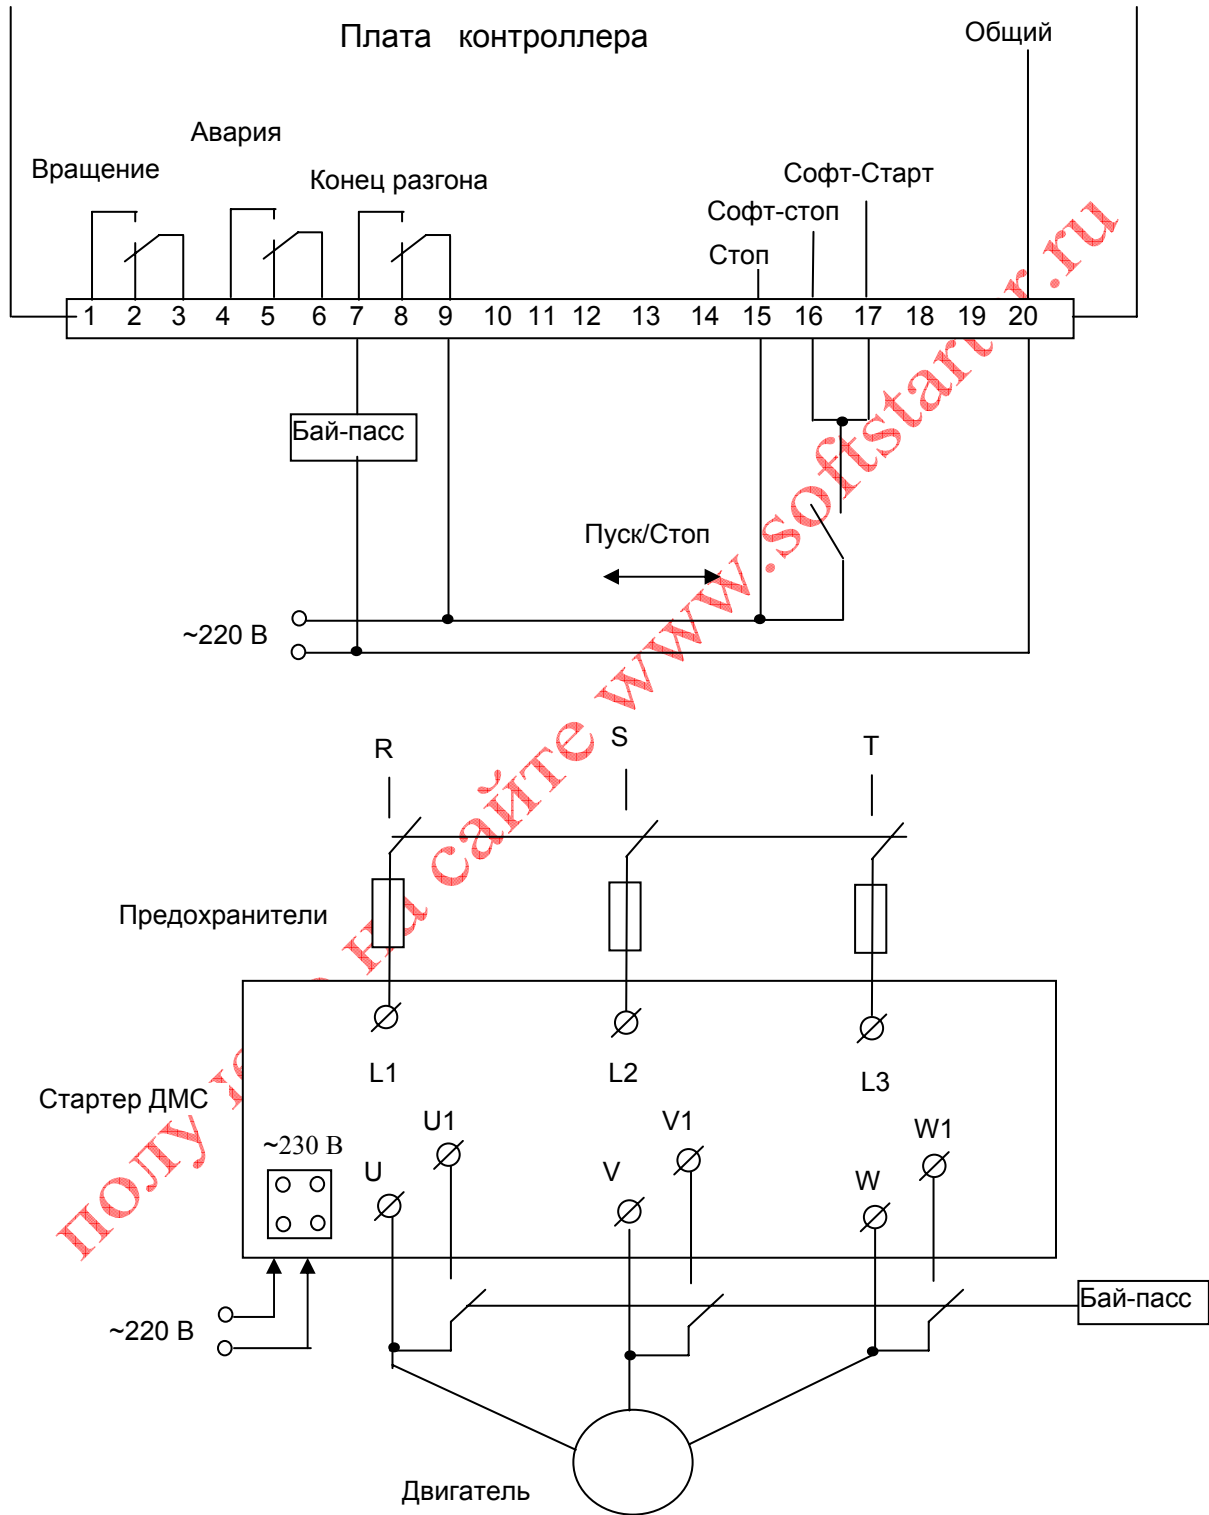 Плата контроллера
Общий
Авария
Вращение
Конец разгона
Софт-Старт
Софт-стоп
Стоп
1 2 3 4 5 6 7 8 9 10 11 12 13 14 15 16 17 18 19 20
Бай-пасс
Пуск/Стоп
~220 В
R S T
Предохранители
L1 L2 L3
Стартер ДМС
U1 V1 W1
~230 В
U V W
Бай-пасс
~220 В
Двигатель
на сайте www.softstarter.ru